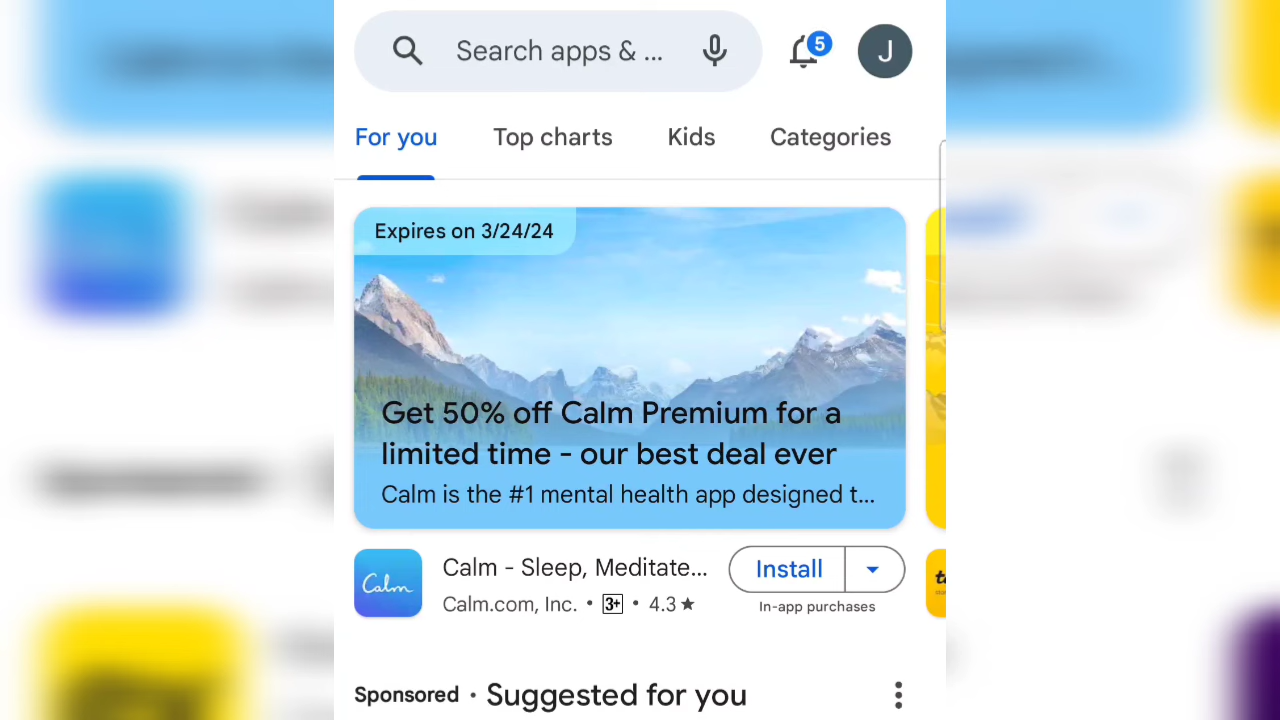 Search apps & ...
5
J
For you
Top charts
Kids
Categories
Expires on 3/24/24
Get 50% off Calm Premium for a
limited time - our best deal ever
Calm is the #1 mental health app designed t...
Calm
Calm - Sleep, Meditate...
Install
Calm.com, Inc. • 3+ • 4.3★
In-app purchases
Sponsored • Suggested for you